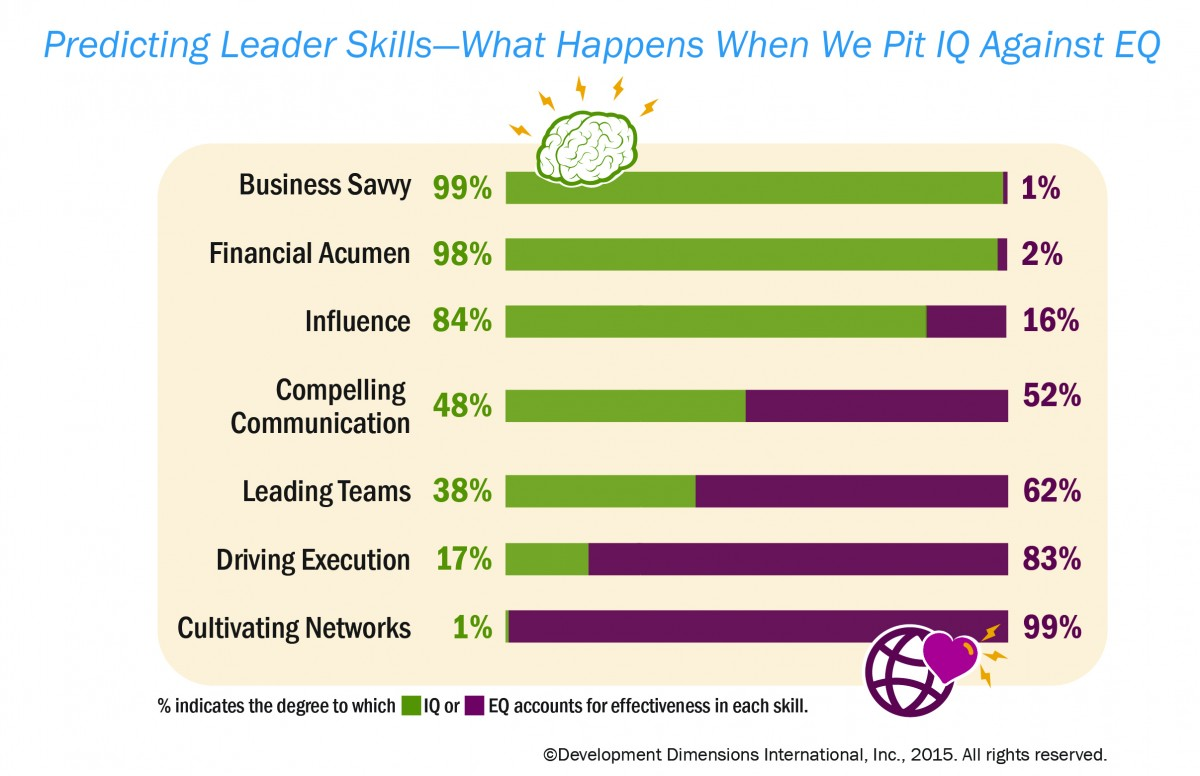 Predicting Leader Skills—What Happens When We Pit IQ Against EQ
Business Savvy 99% 1%
Financial Acumen 98% 2%
Influence 84% 16%
Compelling
Communication 48% 52%
Leading Teams 38% 62%
Driving Execution 17% 83%
Cultivating Networks 1% 99%
% indicates the degree to which IQ or EQ accounts for effectiveness in each skill.
©Development Dimensions International, Inc., 2015. All rights reserved.